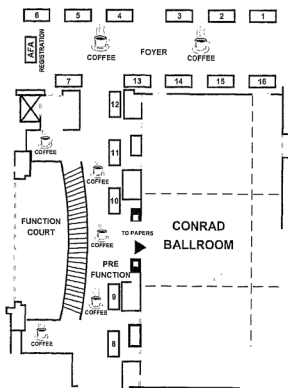 6 5 4 3 2 1
AFA
REGISTRATION
COFFEE
COFFEE
FOYER
7 13 14 15 16
12
COFFEE
11
COFFEE
10
FUNCTION
COURT
COFFEE
TO PAPERS
CONRAD
BALLROOM
PRE
FUNCTION
9
COFFEE
COFFEE
8